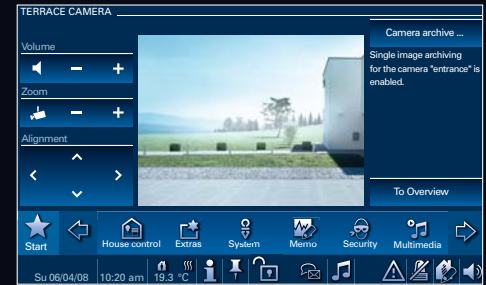 TERRACE CAMERA
Camera archive ...
Volume
Single image archiving
for the camera "entrance" is
enabled.
Zoom
Alignment
To Overview
Start
House control
Extras
System
Memo
Security
Multimedia
Su 06/04/08
10:20 am
19.3 °C